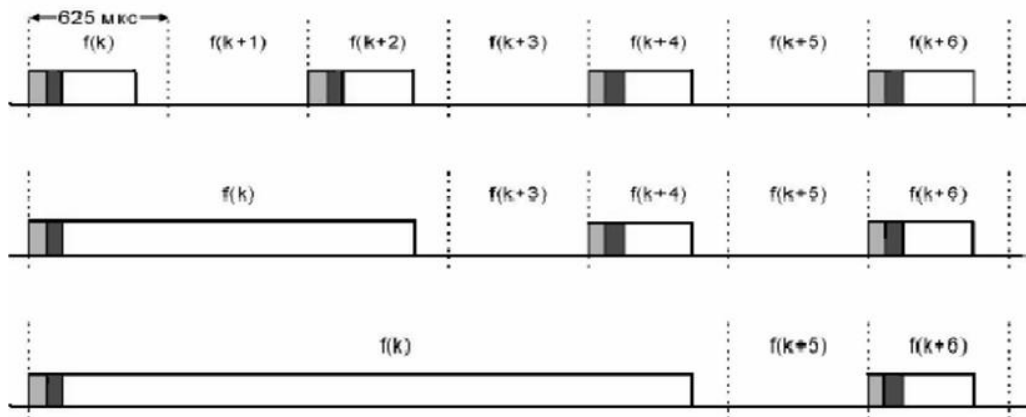 625 мкс
f(k) f(k+1) f(k+2) f(k+3) f(k+4) f(k+5) f(k+6)
f(k) f(k+3) f(k+4) f(k+5) f(k+6)
f(k) f(k+5) f(k+6)